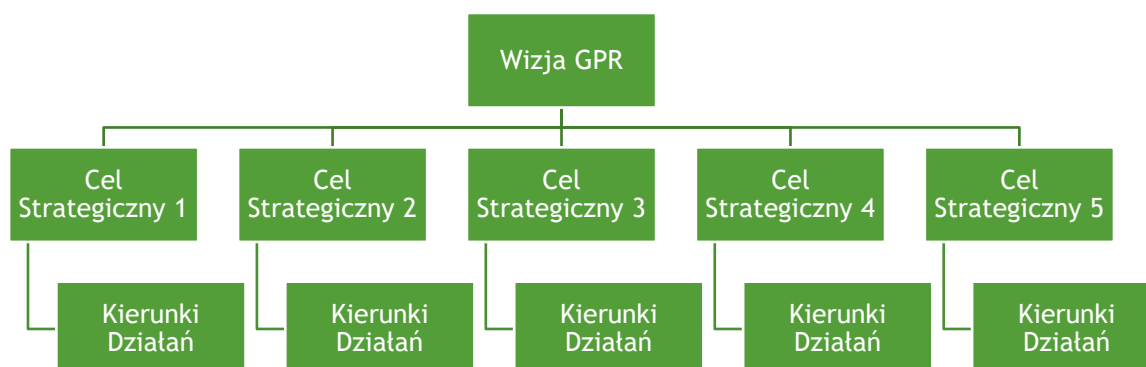 Wizja GPR
Cel
Strategiczny 1
Cel
Strategiczny 2
Cel
Strategiczny 3
Cel
Strategiczny 4
Cel
Strategiczny 5
Kierunki
Działań
Kierunki
Działań
Kierunki
Działań
Kierunki
Działań
Kierunki
Działań